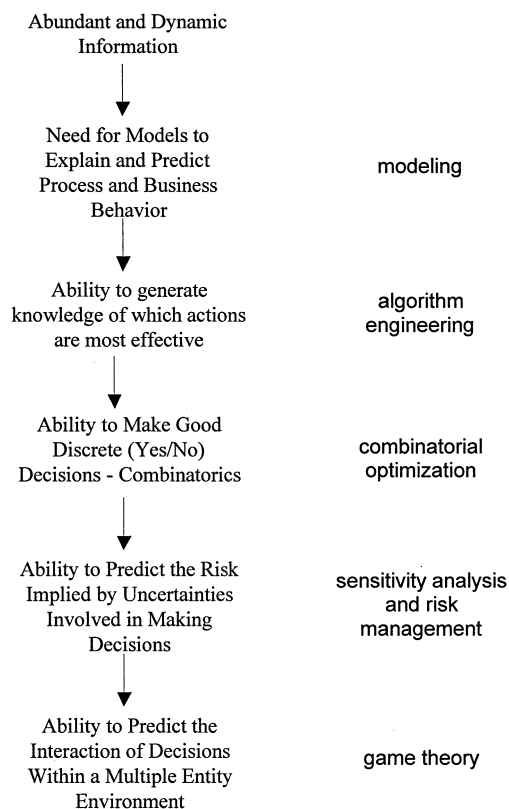 Abundant and Dynamic
Information
Need for Models to
Explain and Predict
Process and Business
Behavior
modeling
Ability to generate
knowledge of which actions
are most effective
algorithm
engineering
Ability to Make Good
Discrete (Yes/No)
Decisions - Combinatorics
combinatorial
optimization
Ability to Predict the Risk
Implied by Uncertainties
Involved in Making
Decisions
sensitivity analysis
and risk
management
Ability to Predict the
Interaction of Decisions
Within a Multiple Entity
Environment
game theory